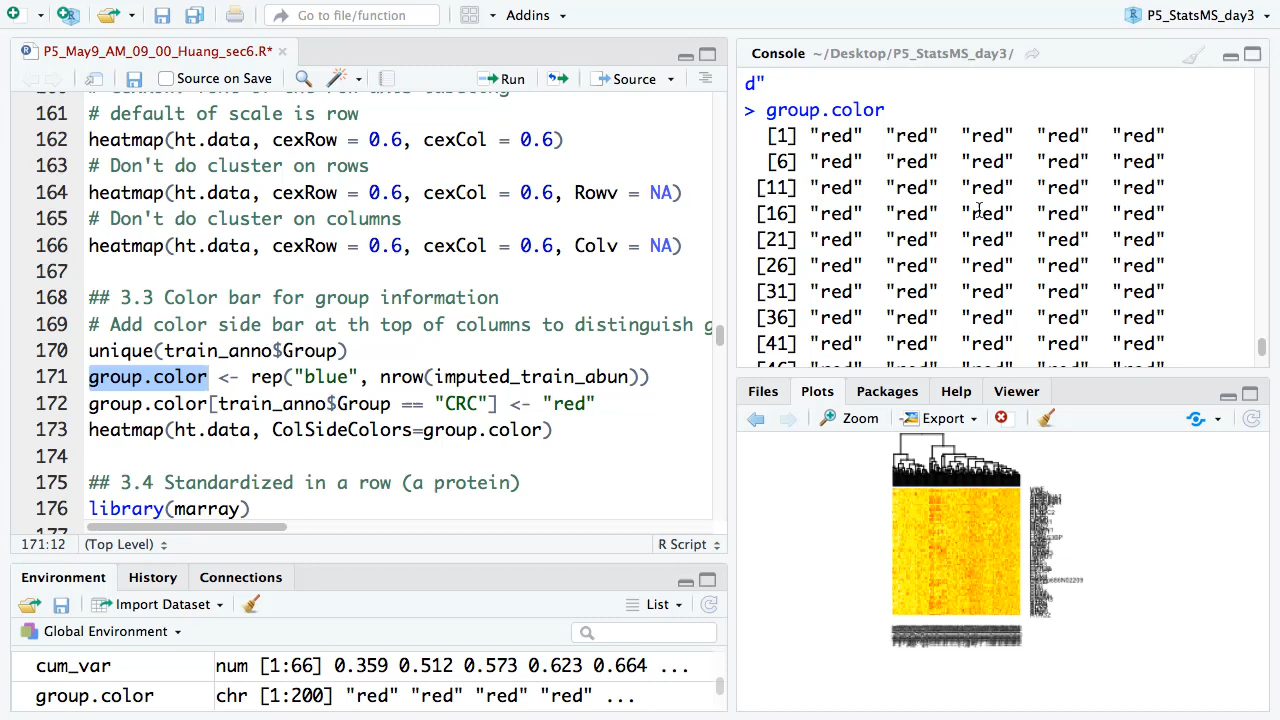 Go to file/function
Addins
P5_StatsMS_day3
P5_May9_AM_09_00_Huang_sec6.R*
Source on Save
Run
Source
161 # default of scale is row
162 heatmap(ht.data, cexRow = 0.6, cexCol = 0.6)
163 # Don't do cluster on rows
164 heatmap(ht.data, cexRow = 0.6, cexCol = 0.6, Rowv = NA)
165 # Don't do cluster on columns
166 heatmap(ht.data, cexRow = 0.6, cexCol = 0.6, Colv = NA)
167
168 ## 3.3 Color bar for group information
169 # Add color side bar at th top of columns to distinguish g
170 unique(train_anno$Group)
171 group.color <- rep("blue", nrow(imputed_train_abun))
172 group.color[train_anno$Group == "CRC"] <- "red"
173 heatmap(ht.data, ColSideColors=group.color)
174
175 ## 3.4 Standardized in a row (a protein)
176 library(marray)
171:12 (Top Level) R Script
Environment History Connections
Import Dataset List
Global Environment
cum_var num [1:66] 0.359 0.512 0.573 0.623 0.664 ...
group.color chr [1:200] "red" "red" "red" "red" ...
Console ~/Desktop/P5_StatsMS_day3/
d"
> group.color
[1] "red" "red" "red" "red" "red"
[6] "red" "red" "red" "red" "red"
[11] "red" "red" "red" "red" "red"
[16] "red" "red" "red" "red" "red"
[21] "red" "red" "red" "red" "red"
[26] "red" "red" "red" "red" "red"
[31] "red" "red" "red" "red" "red"
[36] "red" "red" "red" "red" "red"
[41] "red" "red" "red" "red" "red"
Files Plots Packages Help Viewer
Zoom Export